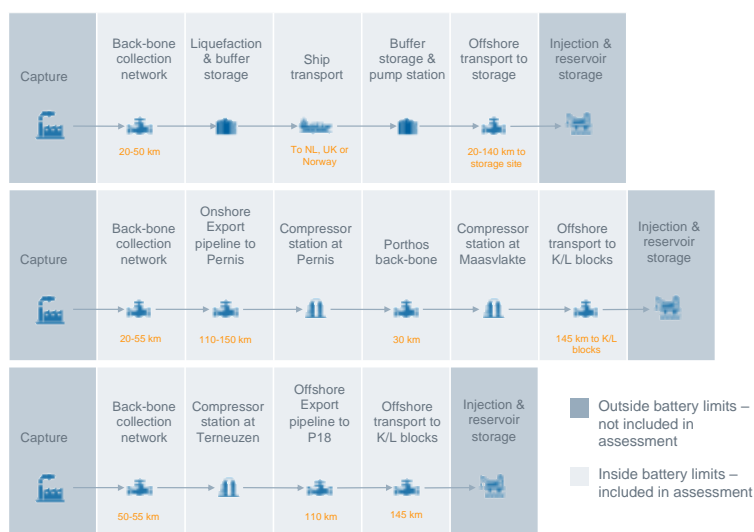 Capture
Back-bone
collection
network
20-50 km
Liquefaction
& buffer
storage
Ship
transport
To NL, UK or
Norway
Buffer
storage &
pump station
Offshore
transport to
storage
20-140 km to
storage site
Injection &
reservoir
storage
Capture
Back-bone
collection
network
20-55 km
Onshore
Export
pipeline to
Pernis
110-150 km
Compressor
station at
Pernis
Porthos
back-bone
30 km
Compressor
station at
Maasvlakte
Offshore
transport to
K/L blocks
145 km to K/L
blocks
Injection &
reservoir
storage
Capture
Back-bone
collection
network
50-55 km
Compressor
station at
Terneuzen
Offshore
Export
pipeline to
P18
110 km
Offshore
transport to
K/L blocks
145 km
Injection &
reservoir
storage
Outside battery limits –
not included in
assessment
Inside battery limits –
included in assessment